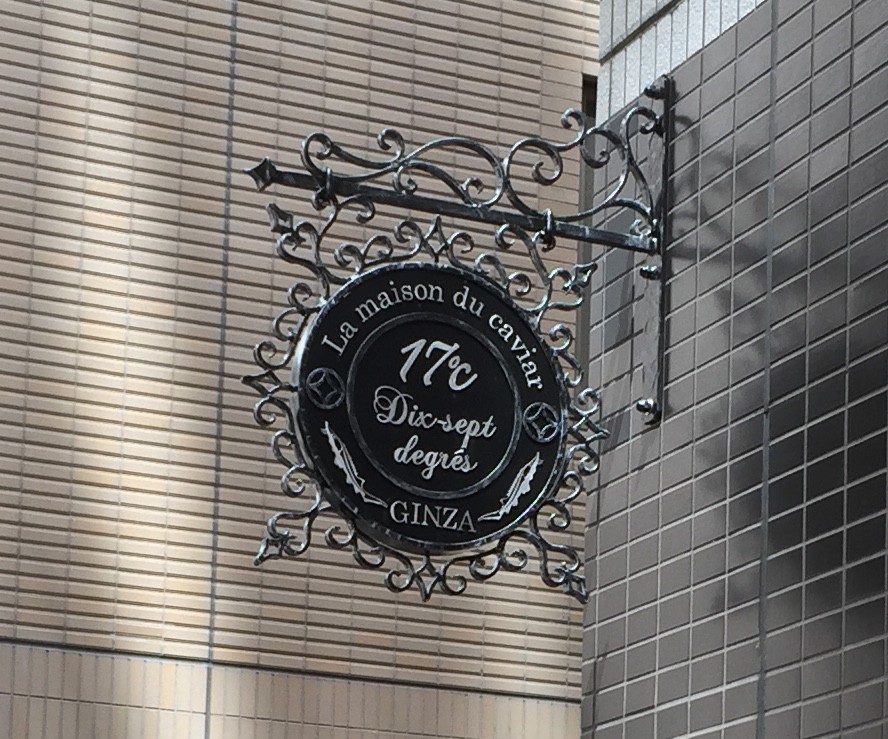 La maison du caviar
17°C
Dix-sept
degrés
GINZA